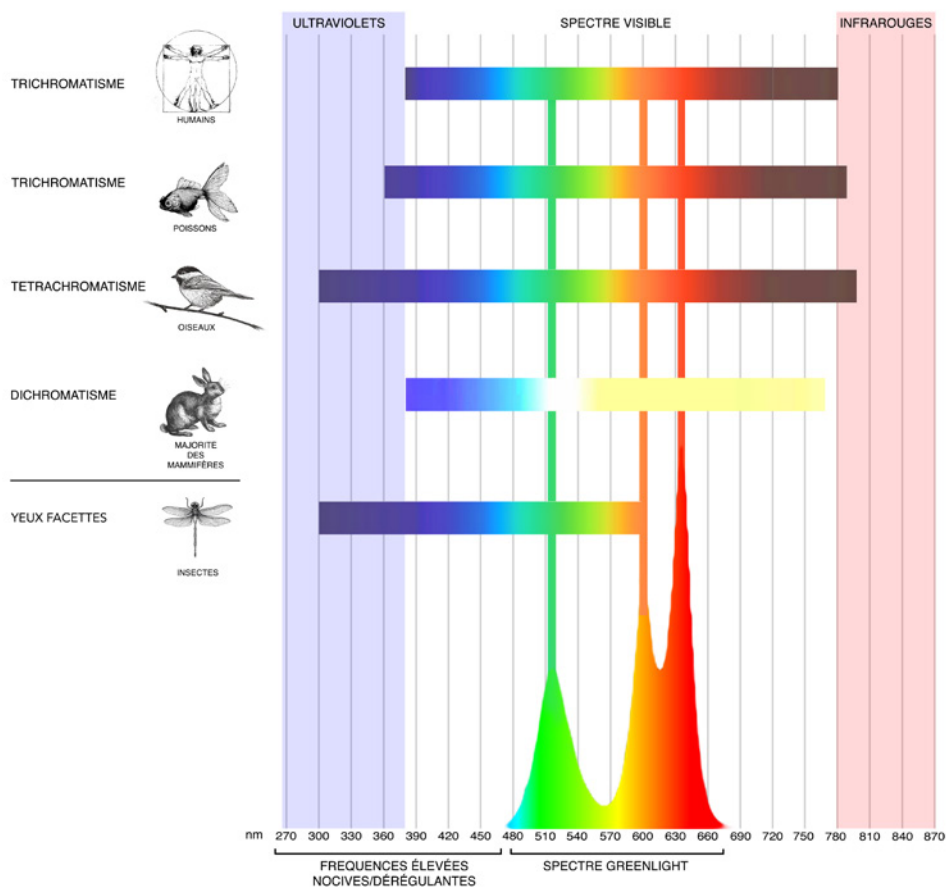 ULTRAVIOLETS
SPECTRE VISIBLE
INFRAROUGES
TRICHROMATISME
HUMAINS
TRICHROMATISME
POISSONS
TETRACHROMATISME
OISEAUX
DICHROMATISME
MAJORITÉ
DES
MAMMIFÈRES
YEUX FACETTES
INSECTES
nm 270 300 330 360 390 420 450 480 510 540 570 600 630 660 690 720 750 780 810 840 870
FREQUENCES ÉLEVÉES
NOCIVES/DÉRÉGULANTES
SPECTRE GREENLIGHT